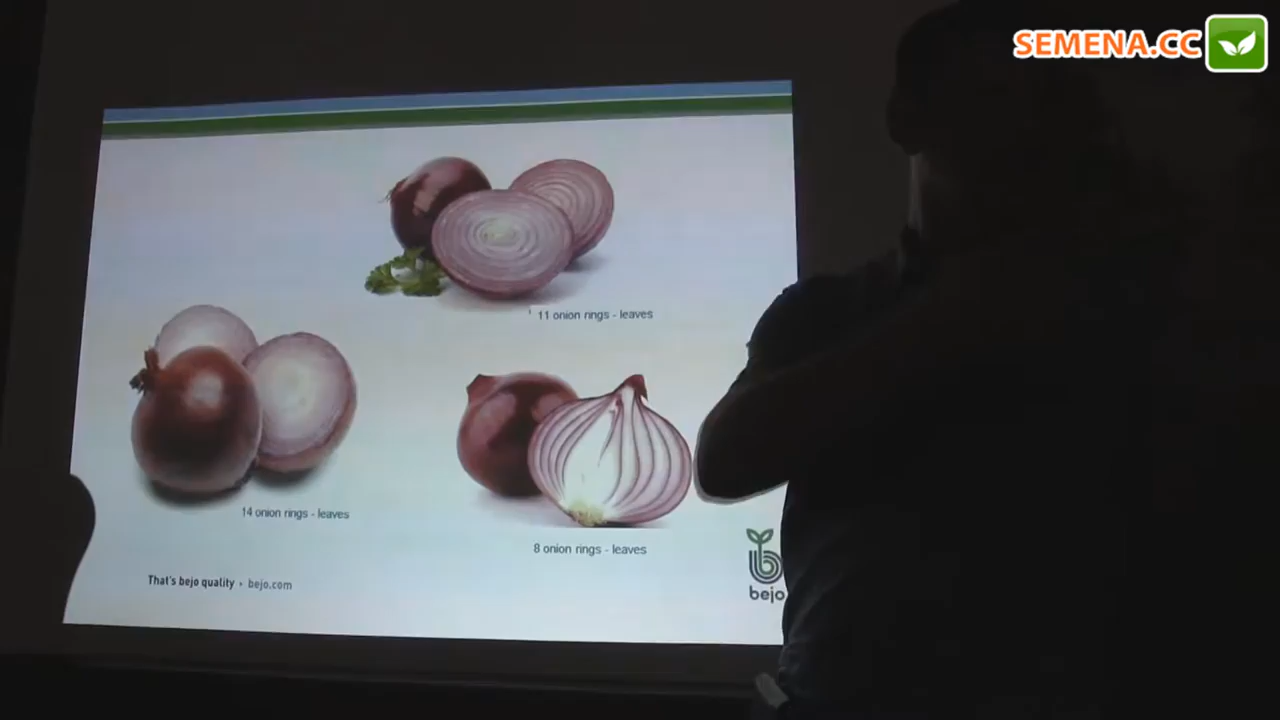 SEMENA.CC
11 onion rings - leaves
14 onion rings - leaves
8 onion rings - leaves
That's bejo quality • bejo.com
bejo